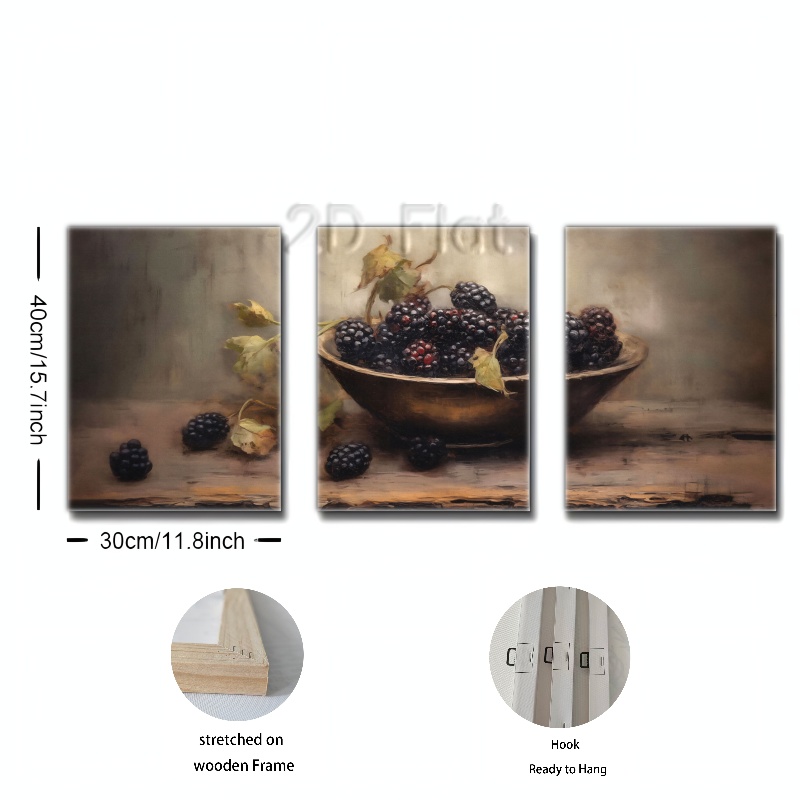 2D Flat
40cm/15.7inch
30cm/11.8inch
stretched on
wooden Frame
Hook
Ready to Hang